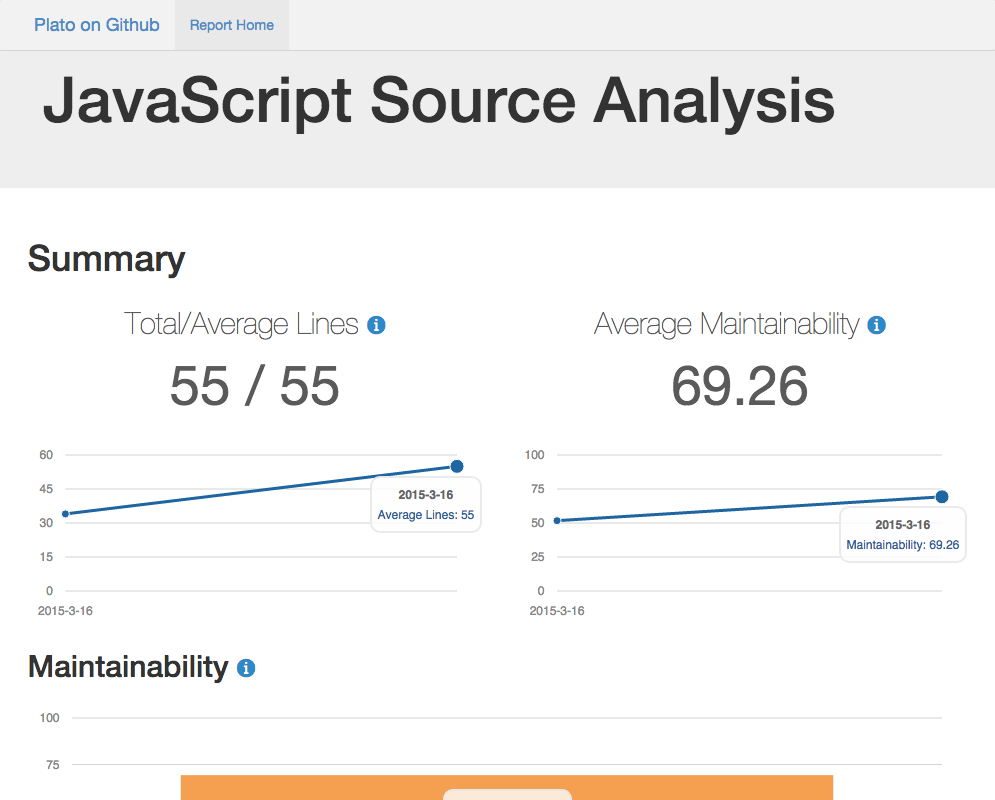 Plato on Github Report Home
JavaScript Source Analysis
Summary
Total/Average Lines i
55 / 55
60
45
30
15
0
2015-3-16
2015-3-16
Average Lines: 55
Average Maintainability i
69.26
100
75
50
25
0
2015-3-16
2015-3-16
Maintainability: 69.26
Maintainability i
100
75